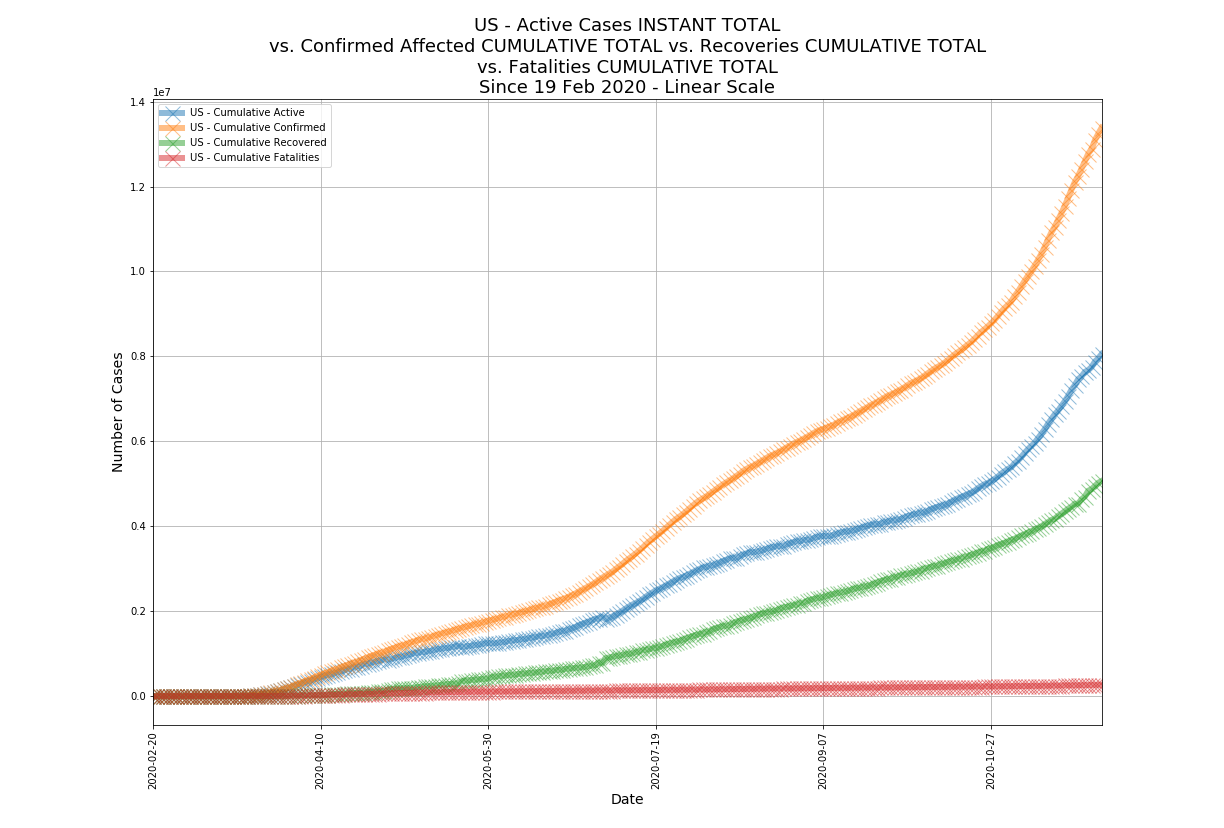 US - Active Cases INSTANT TOTAL
vs. Confirmed Affected CUMULATIVE TOTAL vs. Recoveries CUMULATIVE TOTAL
vs. Fatalities CUMULATIVE TOTAL
Since 19 Feb 2020 - Linear Scale
1e7
US - Cumulative Active
US - Cumulative Confirmed
US - Cumulative Recovered
US - Cumulative Fatalities
1.4
1.2
1.0
0.8
0.6
0.4
0.2
0.0
Number of Cases
2020-02-20
2020-04-10
2020-05-30
2020-07-19
2020-09-07
2020-10-27
Date